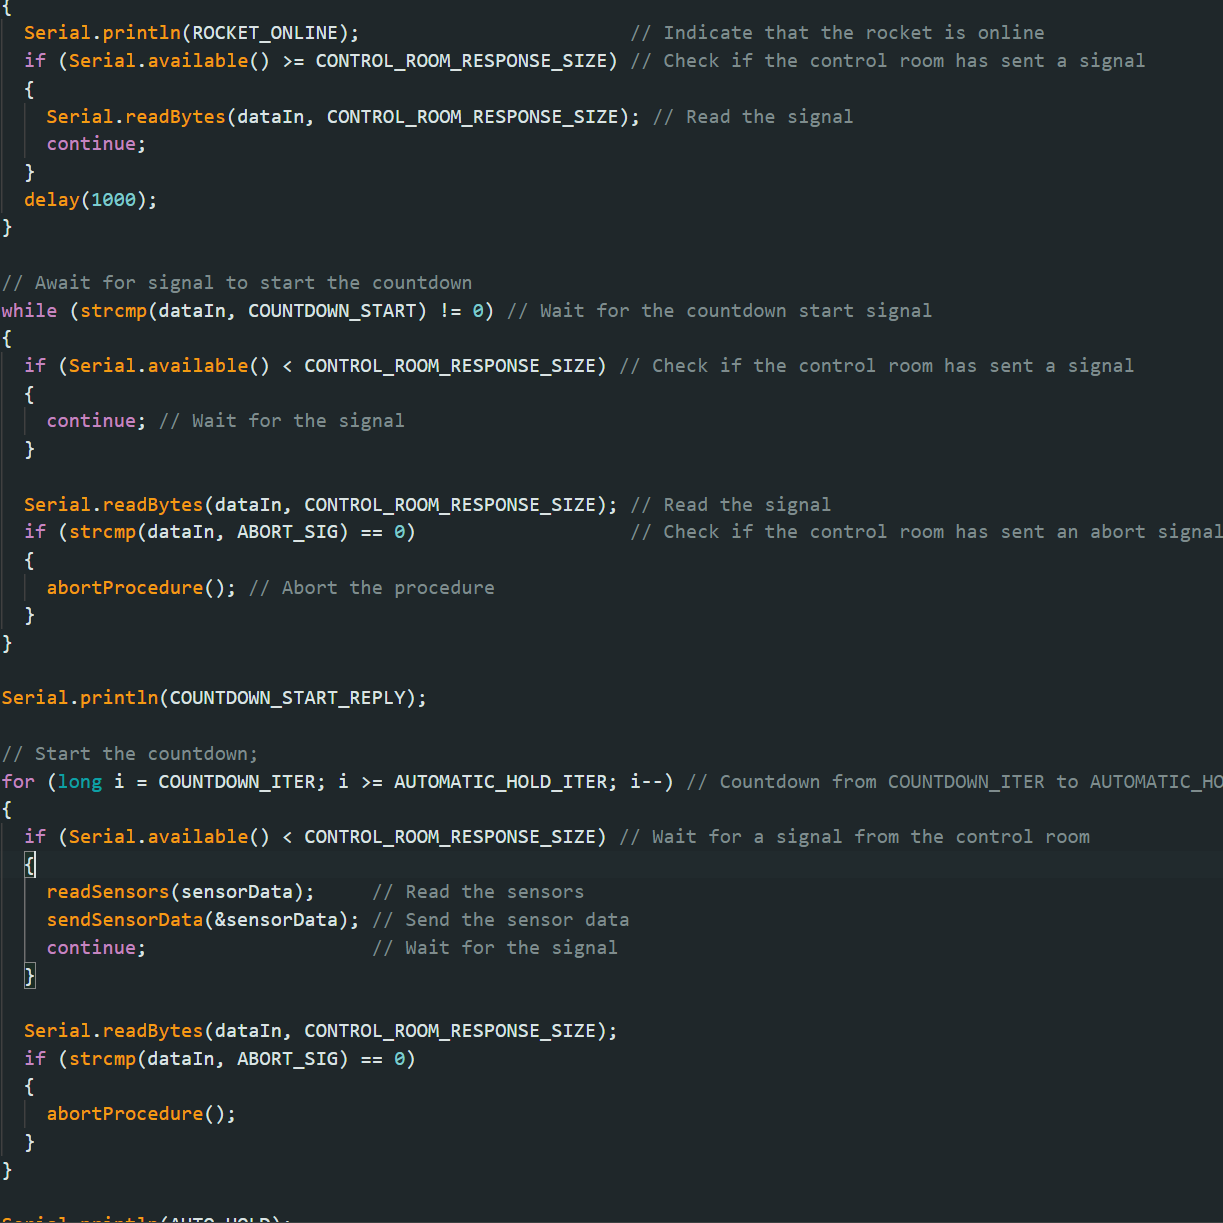 {
  Serial.println(ROCKET_ONLINE);                        // Indicate that the rocket is online
  if (Serial.available() >= CONTROL_ROOM_RESPONSE_SIZE) // Check if the control room has sent a signal
  {
    Serial.readBytes(dataIn, CONTROL_ROOM_RESPONSE_SIZE); // Read the signal
    continue;
  }
  delay(1000);
}

// Await for signal to start the countdown
while (strcmp(dataIn, COUNTDOWN_START) != 0) // Wait for the countdown start signal
{
  if (Serial.available() < CONTROL_ROOM_RESPONSE_SIZE) // Check if the control room has sent a signal
  {
    continue; // Wait for the signal
  }

  Serial.readBytes(dataIn, CONTROL_ROOM_RESPONSE_SIZE); // Read the signal
  if (strcmp(dataIn, ABORT_SIG) == 0)                   // Check if the control room has sent an abort signal
  {
    abortProcedure(); // Abort the procedure
  }
}

Serial.println(COUNTDOWN_START_REPLY);

// Start the countdown;
for (long i = COUNTDOWN_ITER; i >= AUTOMATIC_HOLD_ITER; i--) // Countdown from COUNTDOWN_ITER to AUTOMATIC_HO
{
  if (Serial.available() < CONTROL_ROOM_RESPONSE_SIZE) // Wait for a signal from the control room
  {
    readSensors(sensorData);     // Read the sensors
    sendSensorData(&sensorData); // Send the sensor data
    continue;                    // Wait for the signal
  }

  Serial.readBytes(dataIn, CONTROL_ROOM_RESPONSE_SIZE);
  if (strcmp(dataIn, ABORT_SIG) == 0)
  {
    abortProcedure();
  }
}

Serial.println(AUTO_HOLD);